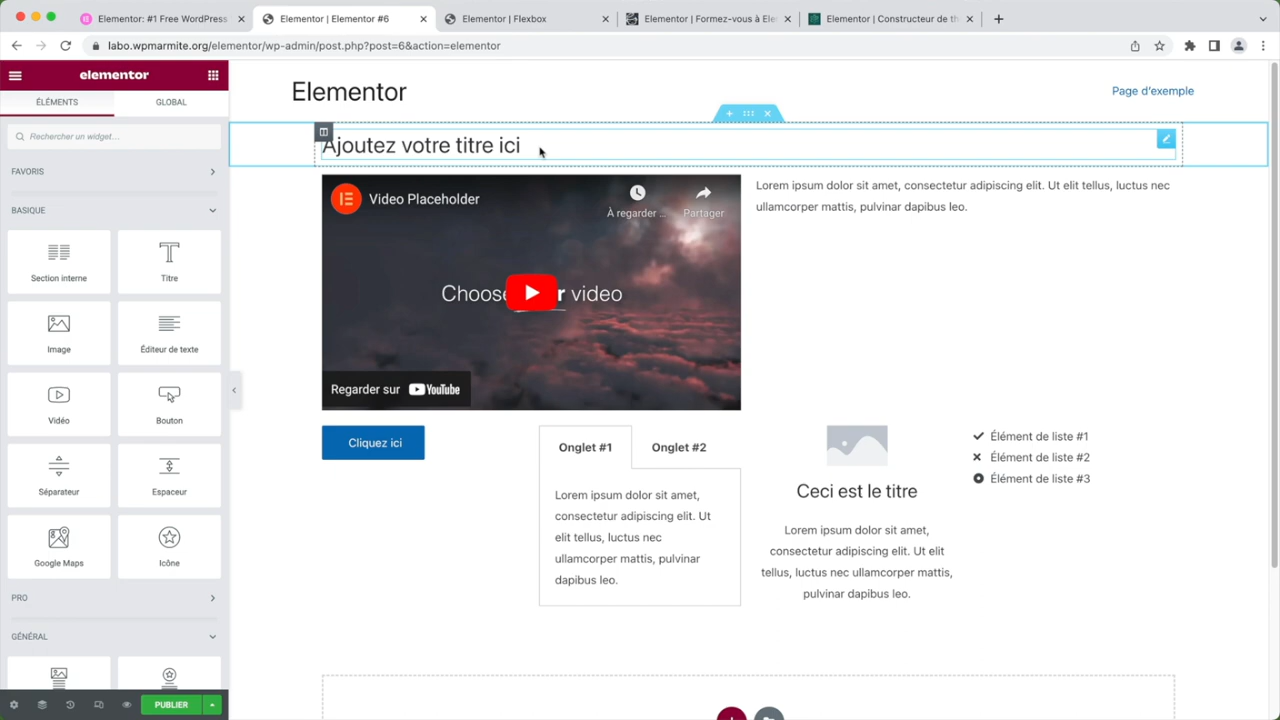 Elementor: #1 Free WordPress
Elementor | Elementor #6
Elementor | Flexbox
Elementor | Formez-vous à Ele
Elementor | Constructeur de th
labo.wpmarmite.org/elementor/wp-admin/post.php?post=6&action=elementor
elementor
ÉLÉMENTS
GLOBAL
Rechercher un widget...
FAVORIS
BASIQUE
Section interne
Titre
Image
Éditeur de texte
Vidéo
Bouton
Séparateur
Espaceur
Google Maps
Icône
PRO
GÉNÉRAL
PUBLIER
Elementor
Page d'exemple
Ajoutez votre titre ici
Video Placeholder
À regarder ...
Partager
Choose
r video
Regarder sur YouTube
Lorem ipsum dolor sit amet, consectetur adipiscing elit. Ut elit tellus, luctus nec
ullamcorper mattis, pulvinar dapibus leo.
Cliquez ici
Onglet #1
Onglet #2
Lorem ipsum dolor sit amet,
consectetur adipiscing elit. Ut
elit tellus, luctus nec
ullamcorper mattis, pulvinar
dapibus leo.
Ceci est le titre
Lorem ipsum dolor sit amet,
consectetur adipiscing elit. Ut elit
tellus, luctus nec ullamcorper mattis,
pulvinar dapibus leo.
Élément de liste #1
Élément de liste #2
Élément de liste #3